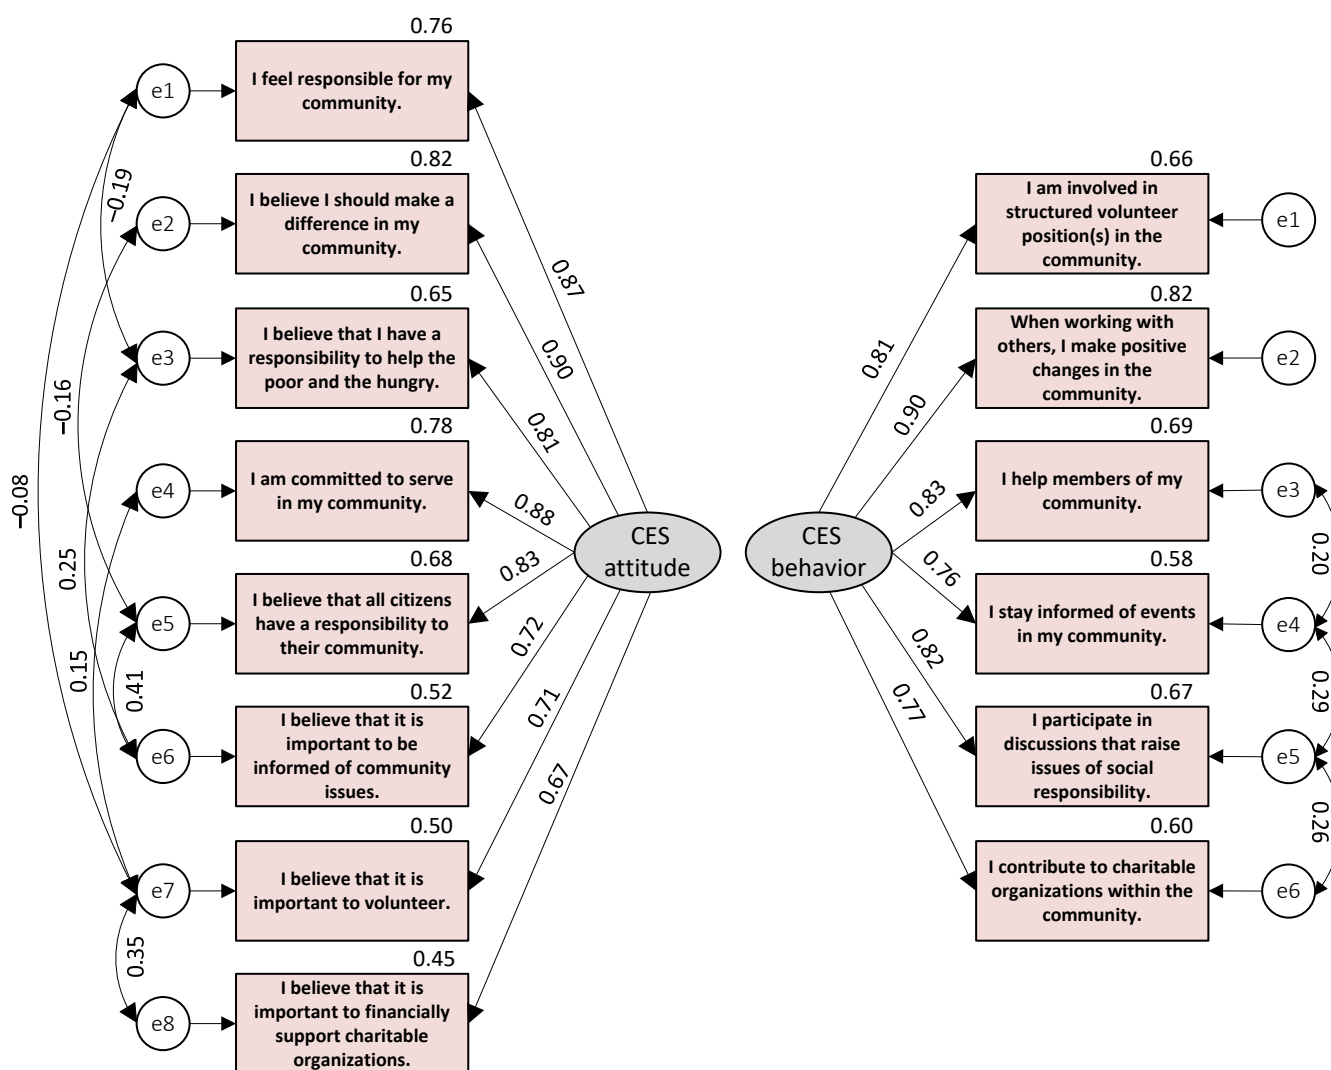 0.76
I feel responsible for my
community.
e1
0.82
I believe I should make a
difference in my
community.
e2
0.65
I believe that I have a
responsibility to help the
poor and the hungry.
e3
0.78
I am committed to serve
in my community.
e4
0.68
I believe that all citizens
have a responsibility to
their community.
e5
0.52
I believe that it is
important to be
informed of community
issues.
e6
0.50
I believe that it is
important to volunteer.
e7
0.45
I believe that it is
important to financially
support charitable
organizations.
e8
−0.19
−0.16
−0.08
0.25
0.15
0.41
0.35
0.87
0.90
0.81
0.88
0.83
0.72
0.71
0.67
CES
attitude
CES
behavior
0.81
0.90
0.83
0.76
0.82
0.77
0.66
I am involved in
structured volunteer
position(s) in the
community.
e1
0.82
When working with
others, I make positive
changes in the
community.
e2
0.69
I help members of my
community.
e3
0.58
I stay informed of events
in my community.
e4
0.67
I participate in
discussions that raise
issues of social
responsibility.
e5
0.60
I contribute to charitable
organizations within the
community.
e6
0.20
0.29
0.26